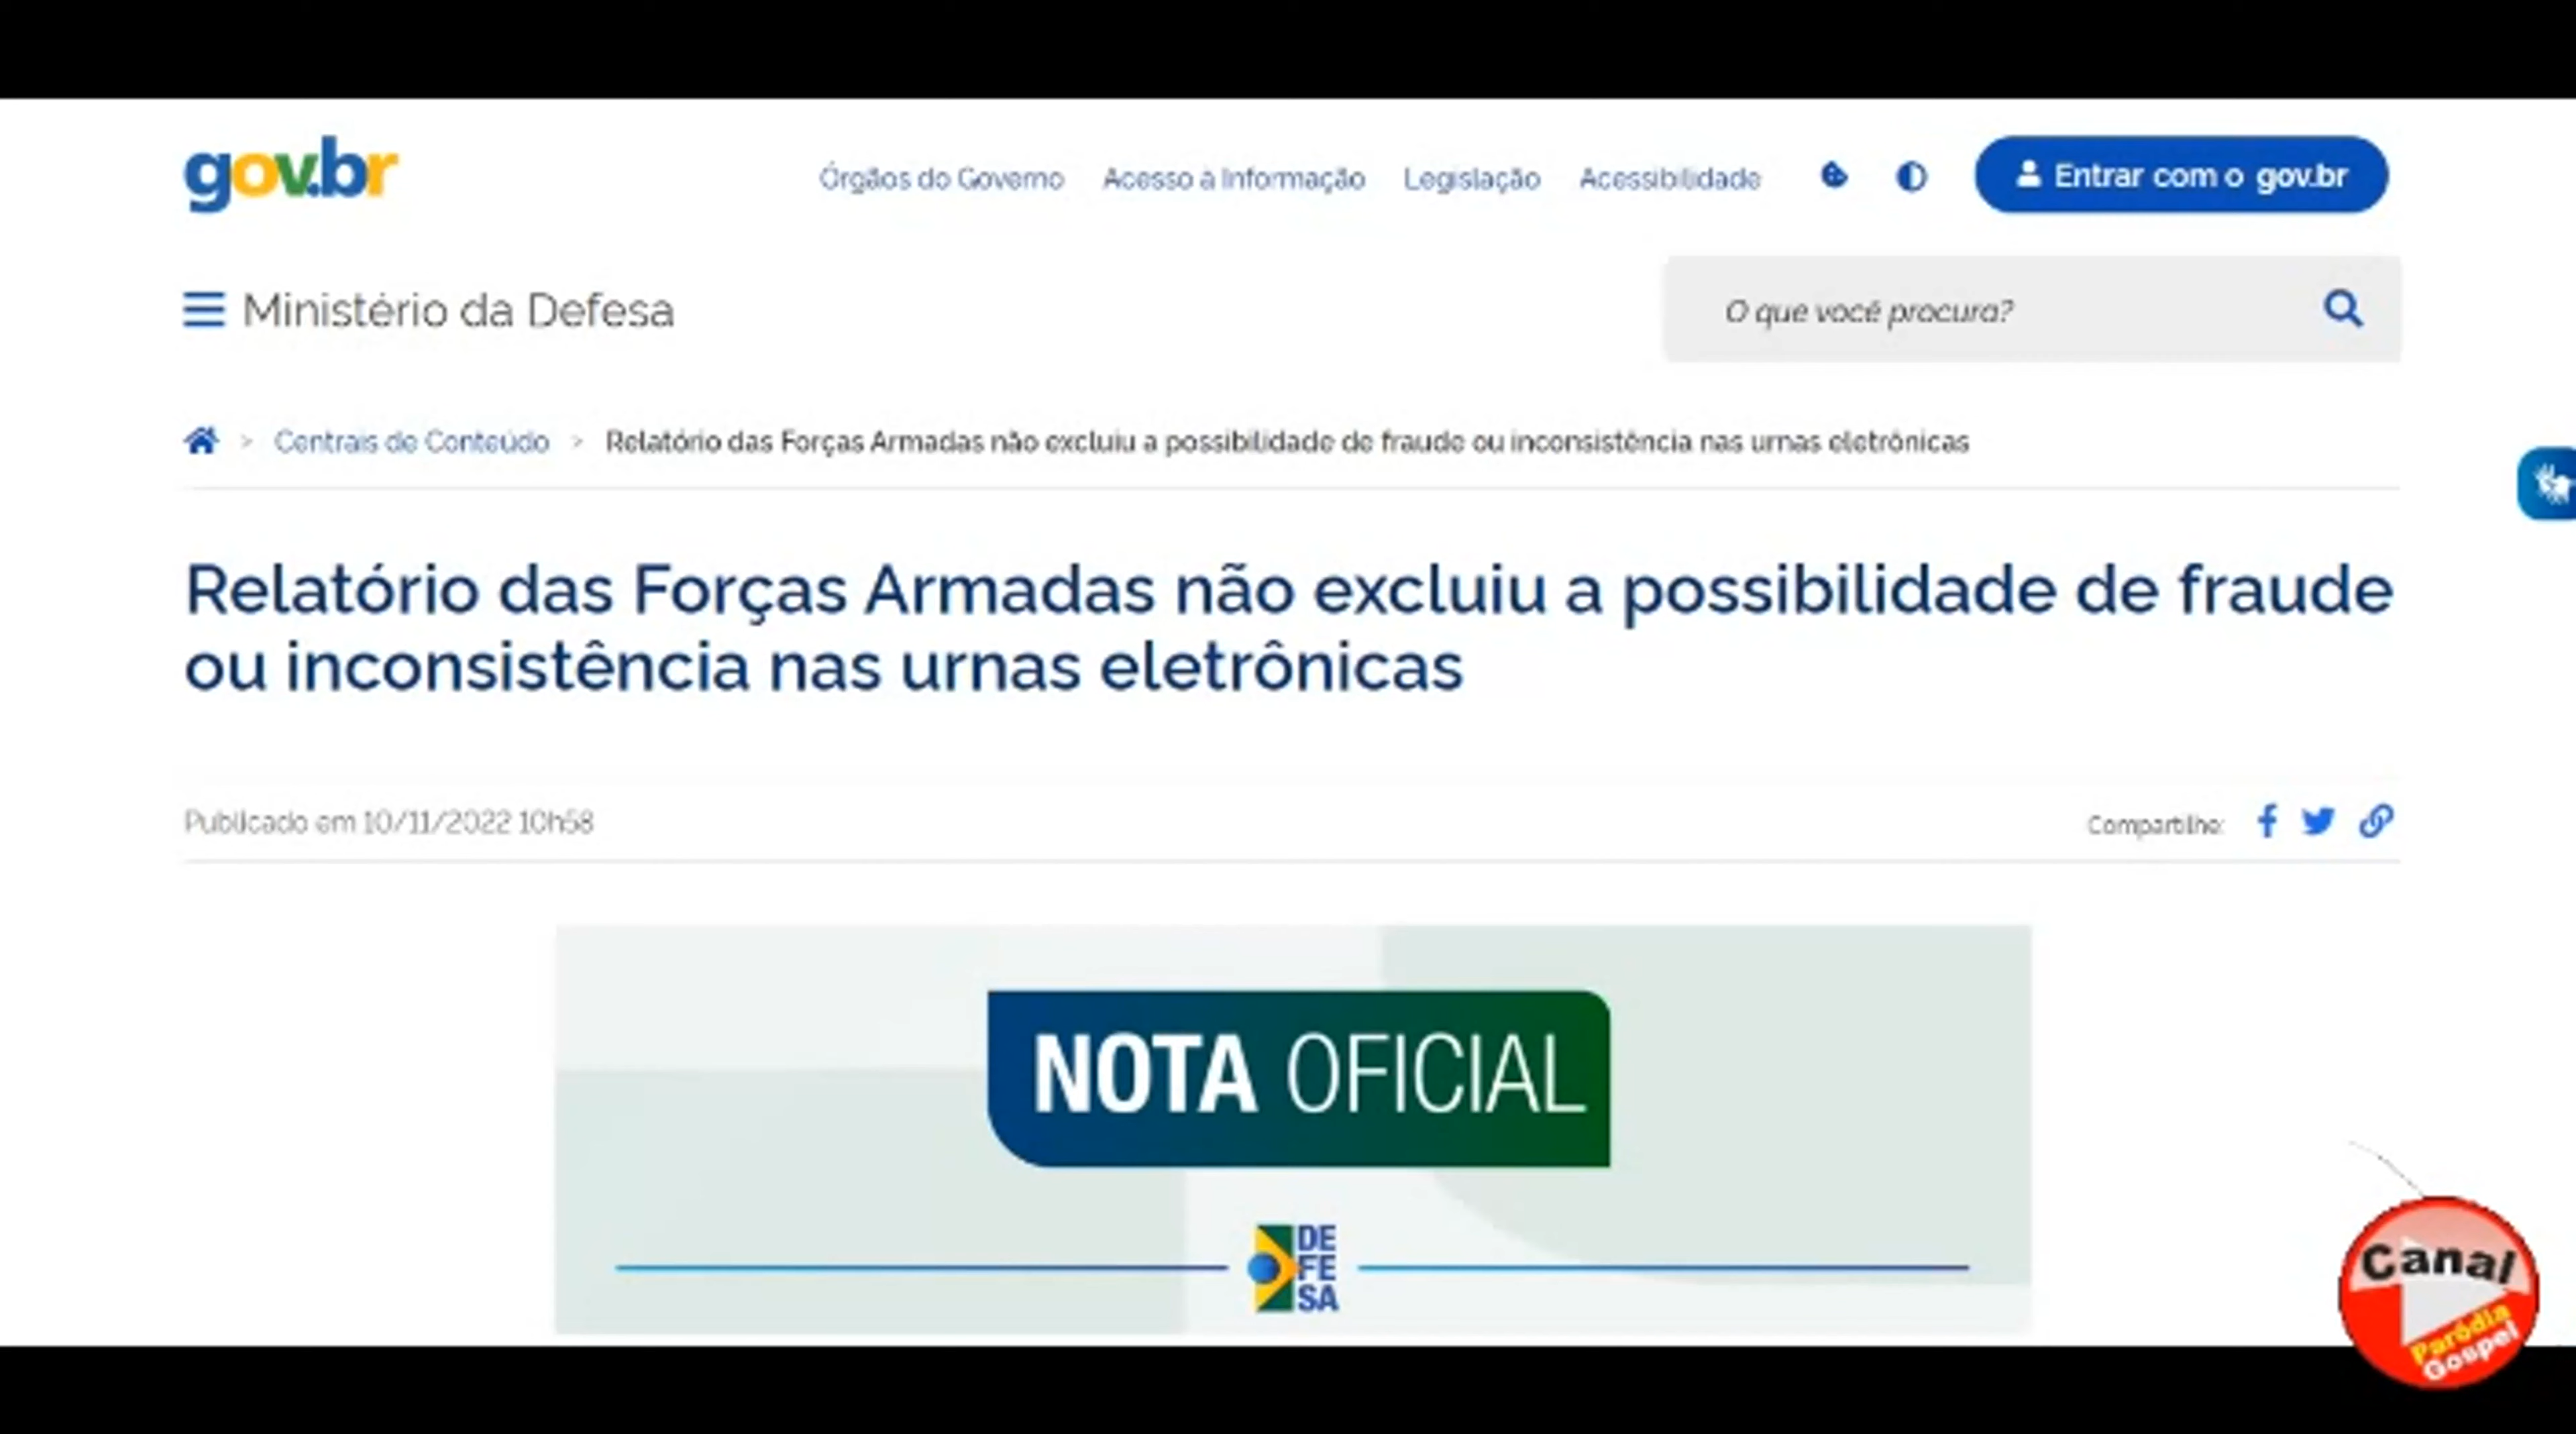 gov.br
Órgãos do Governo Acesso à Informação Legislação Acessibilidade Entrar com o gov.br
Ministério da Defesa
O que você procura?
Centrais de Conteúdo > Relatório das Forças Armadas não excluiu a possibilidade de fraude ou inconsistência nas urnas eletrônicas
Relatório das Forças Armadas não excluiu a possibilidade de fraude
ou inconsistência nas urnas eletrônicas
Publicado em 10/11/2022 10h58
Compartilhe:
NOTA OFICIAL
DE
FE
SA
Canal
Paródia
Gospel